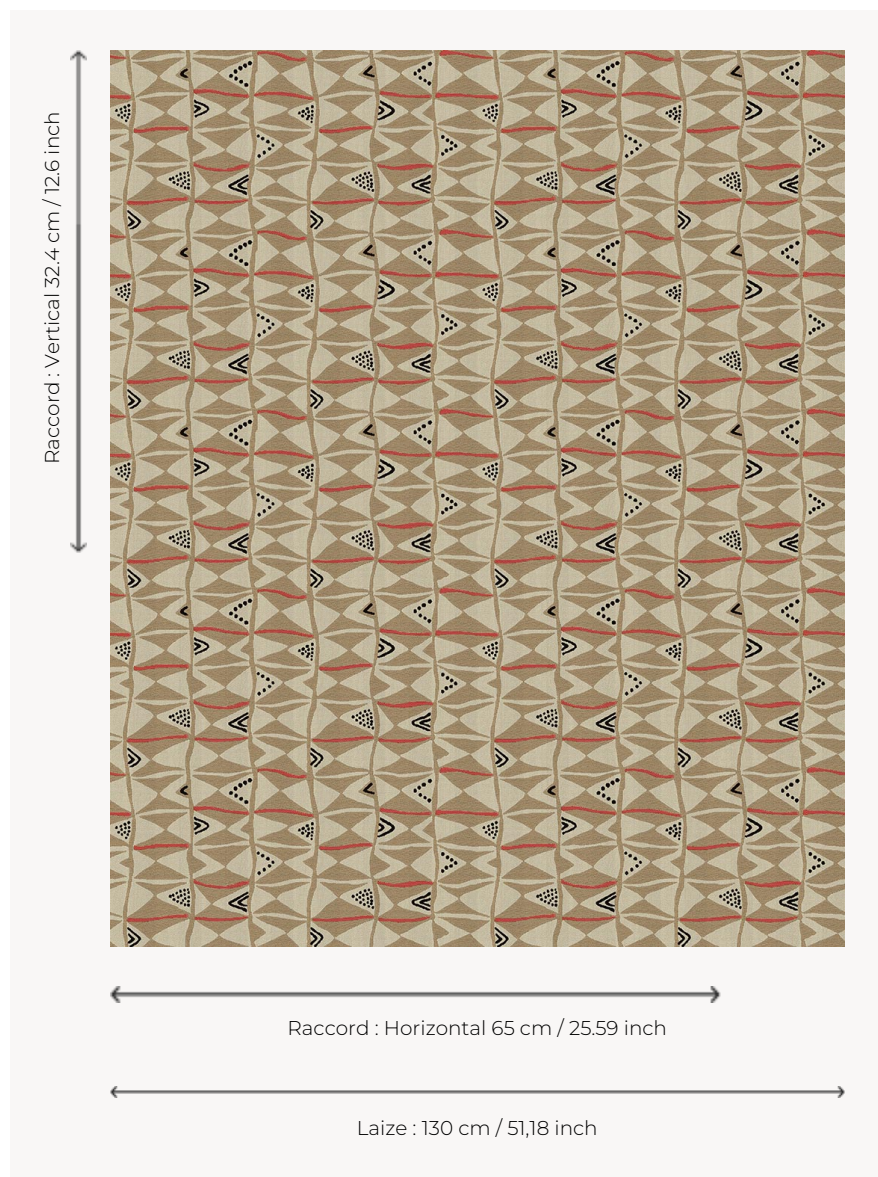 Raccord : Vertical 32.4 cm / 12.6 inch
Raccord : Horizontal 65 cm / 25.59 inch
Laize : 130 cm / 51,18 inch